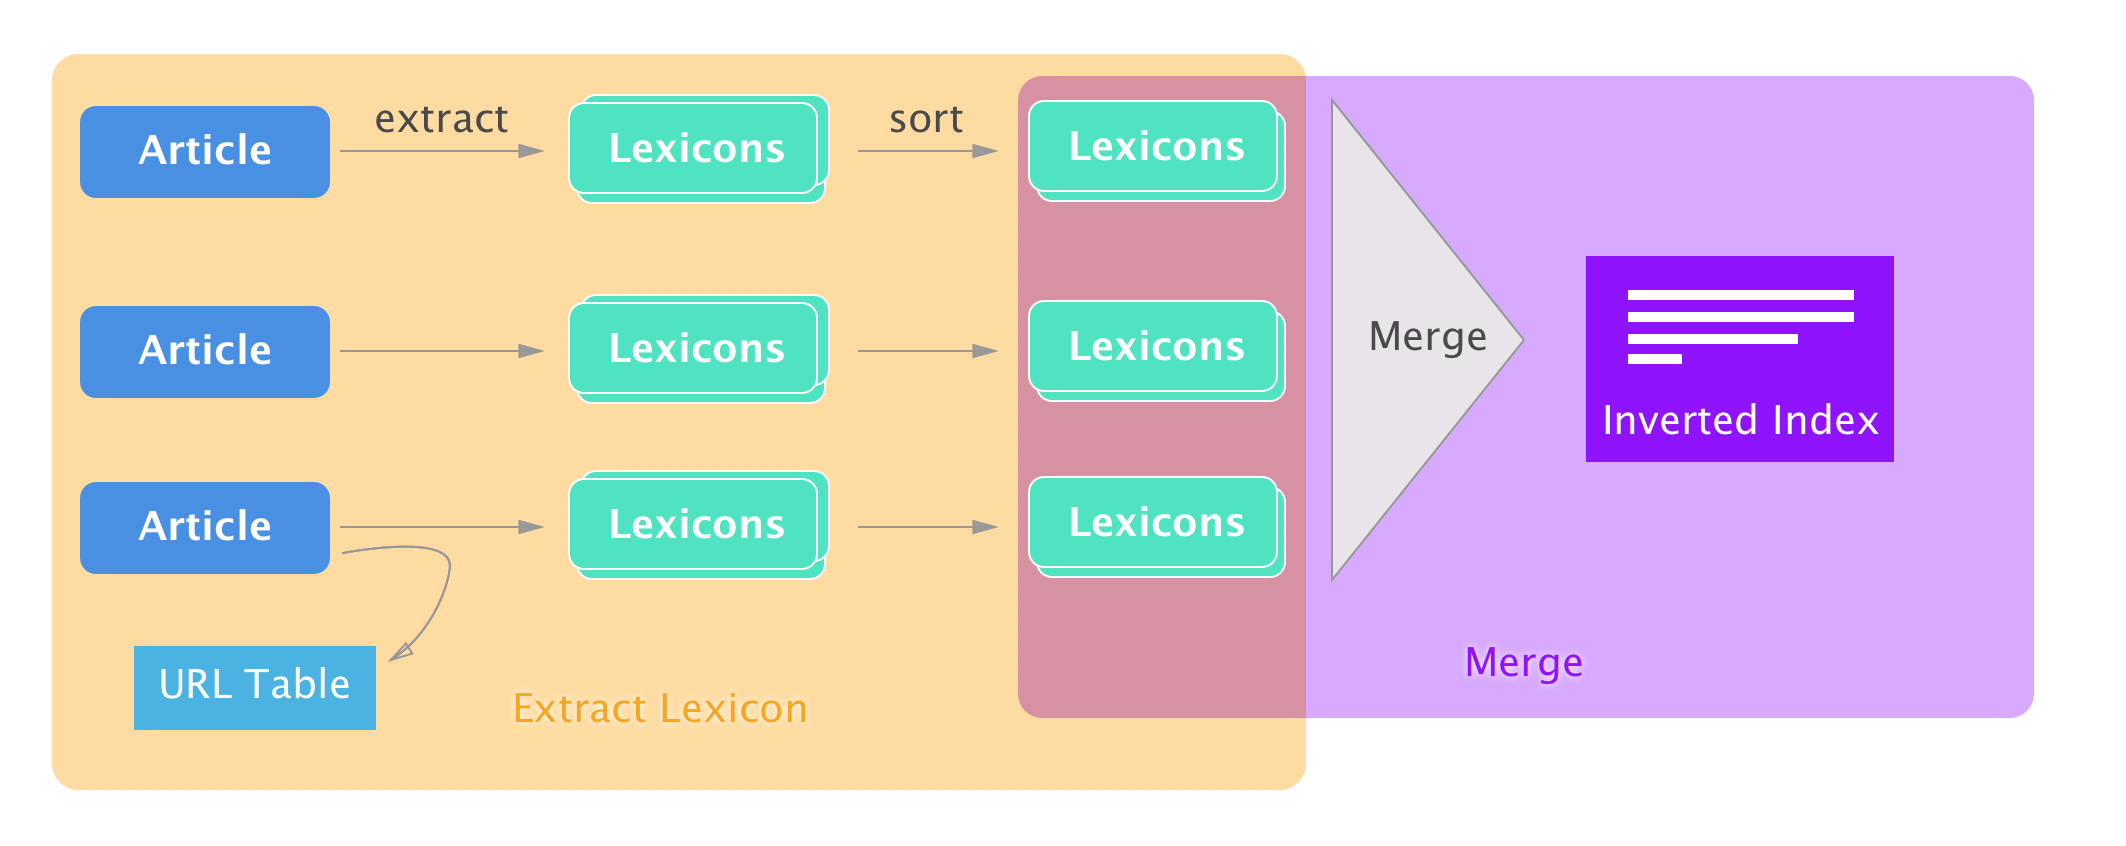 Article
extract
Lexicons
sort
Lexicons
Article
Lexicons
Lexicons
Merge
Inverted Index
Article
Lexicons
Lexicons
URL Table
Extract Lexicon
Merge